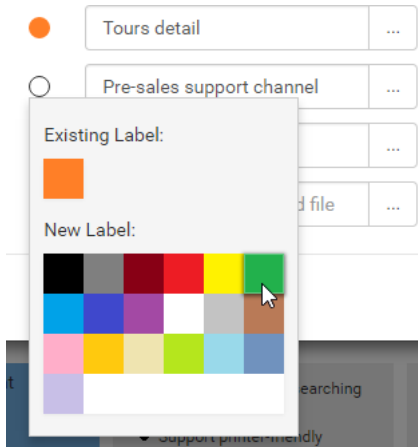 Tours detail
...
Pre-sales support channel
...
Existing Label:
...
d file
...
New Label:
t
earching
Support printer-friendly